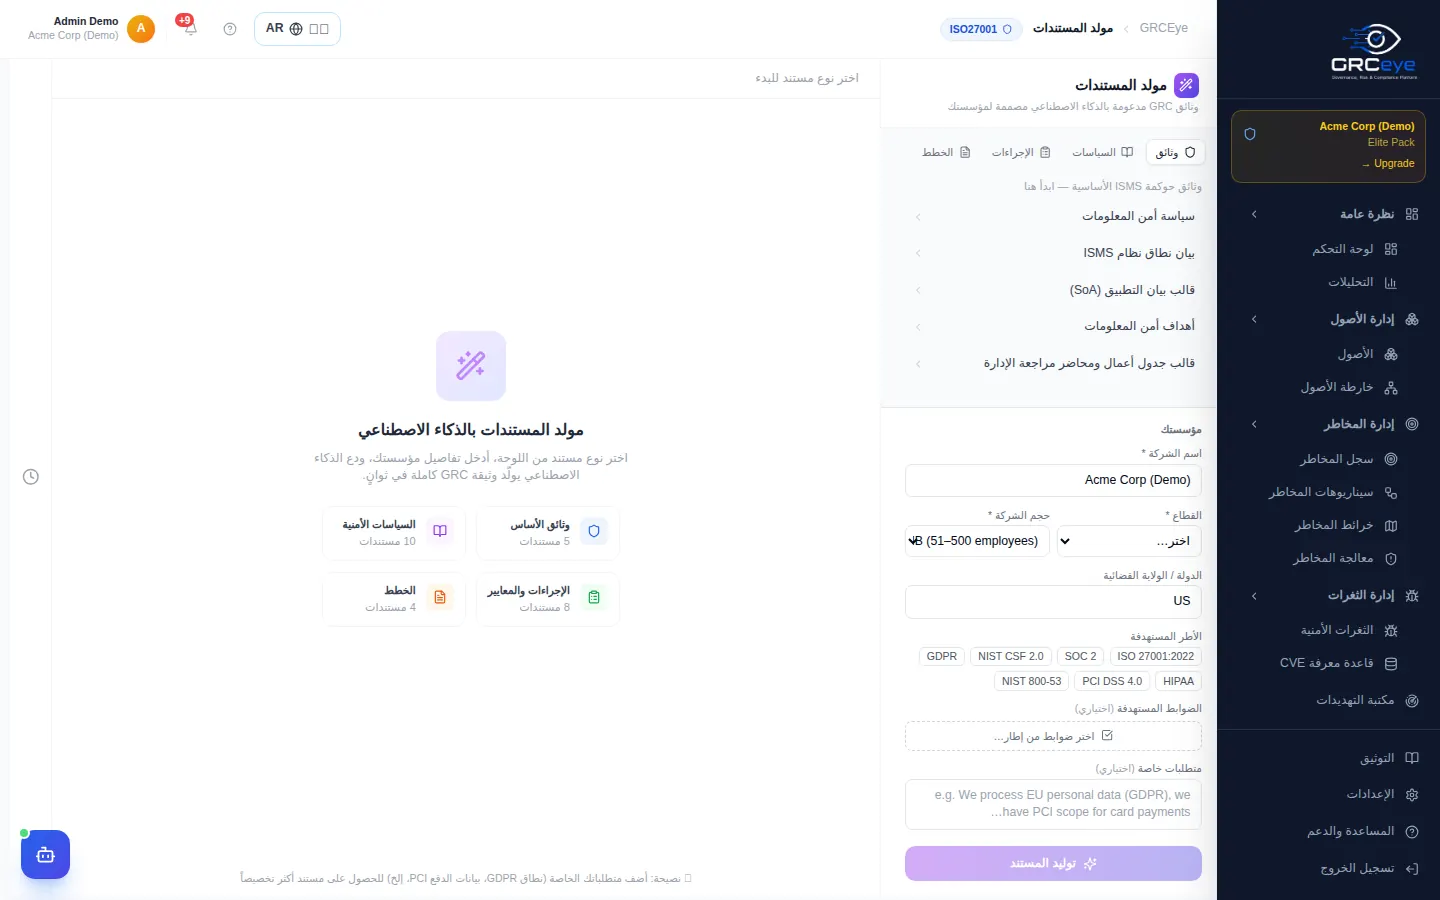 GRCeye
Governance, Risk & Compliance Platform
Acme Corp (Demo)
Elite Pack
Upgrade →
نظرة عامة
لوحة التحكم
التحليلات
إدارة الأصول
الأصول
خارطة الأصول
إدارة المخاطر
سجل المخاطر
سيناريوهات المخاطر
خرائط المخاطر
معالجة المخاطر
إدارة الثغرات
الثغرات الأمنية
قاعدة معرفة CVE
مكتبة التهديدات
التوثيق
الإعدادات
المساعدة والدعم
تسجيل الخروج
GRCEye
مولد المستندات
ISO27001
AR
+9
A
Admin Demo
Acme Corp (Demo)
مولد المستندات
وثائق GRC مدعومة بالذكاء الاصطناعي مصممة لمؤسستك
وثائق
السياسات
الإجراءات
الخطط
وثائق حوكمة ISMS الأساسية — ابدأ هنا
سياسة أمن المعلومات
بيان نطاق نظام ISMS
قالب بيان التطبيق (SoA)
أهداف أمن المعلومات
قالب جدول أعمال ومحاضر مراجعة الإدارة
مؤسستك
اسم الشركة *
Acme Corp (Demo)
القطاع *
حجم الشركة *
اختر...
B (51–500 employees)
الدولة / الولاية القضائية
US
الأطر المستهدفة
ISO 27001:2022
SOC 2
NIST CSF 2.0
GDPR
HIPAA
PCI DSS 4.0
NIST 800-53
الضوابط المستهدفة (اختياري)
اختر ضوابط من إطار...
متطلبات خاصة (اختياري)
e.g. We process EU personal data (GDPR), we
have PCI scope for card payments...
توليد المستند
اختر نوع مستند للبدء
مولد المستندات بالذكاء الاصطناعي
اختر نوع مستند من اللوحة، أدخل تفاصيل مؤسستك، ودع الذكاء
الاصطناعي يولّد وثيقة GRC كاملة في ثوانٍ.
وثائق الأساس
5 مستندات
السياسات الأمنية
10 مستندات
الإجراءات والمعايير
8 مستندات
الخطط
4 مستندات
نصيحة: أضف متطلباتك الخاصة (نطاق GDPR، بيانات الدفع PCI، إلخ) للحصول على مستند أكثر تخصيصاً